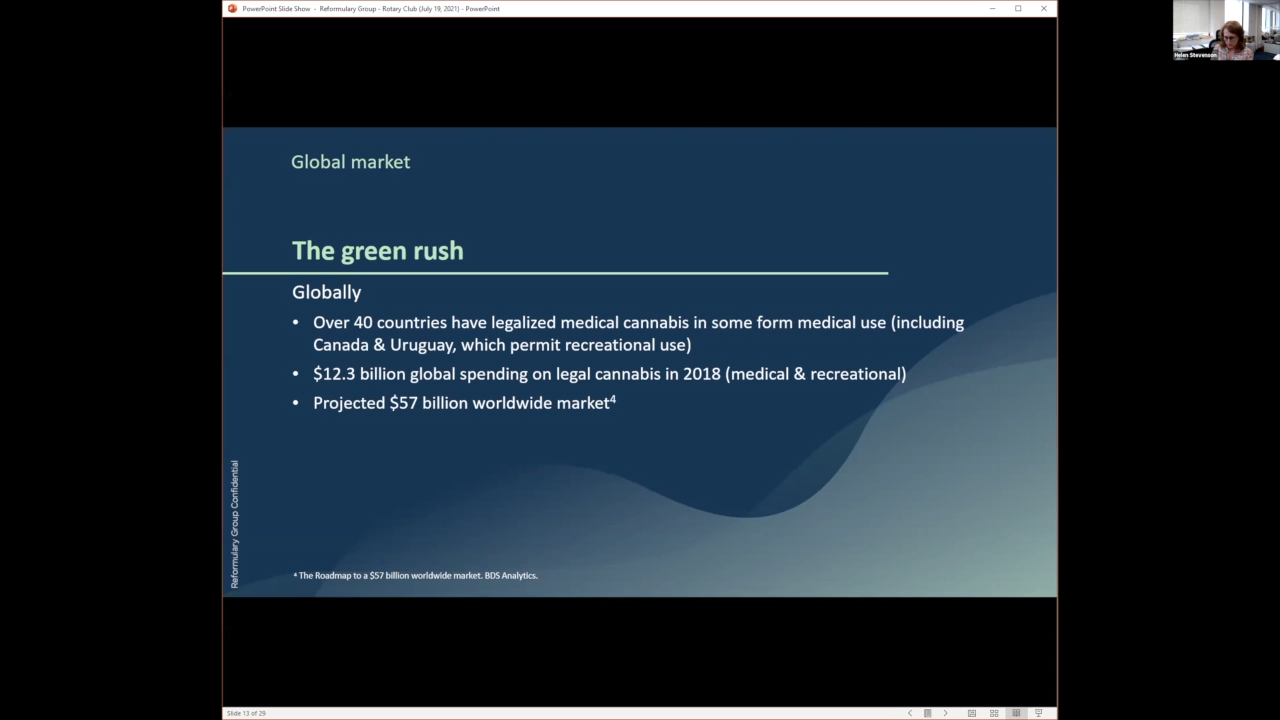 PowerPoint Slide Show - Reformulary Group - Rotary Club (July 19, 2021) - PowerPoint
Helen Stevenson
Global market
The green rush
Globally
• Over 40 countries have legalized medical cannabis in some form medical use (including
Canada & Uruguay, which permit recreational use)
• $12.3 billion global spending on legal cannabis in 2018 (medical & recreational)
• Projected $57 billion worldwide market⁴
Reformulary Group Confidential
⁴ The Roadmap to a $57 billion worldwide market. BDS Analytics.
Slide 13 of 29